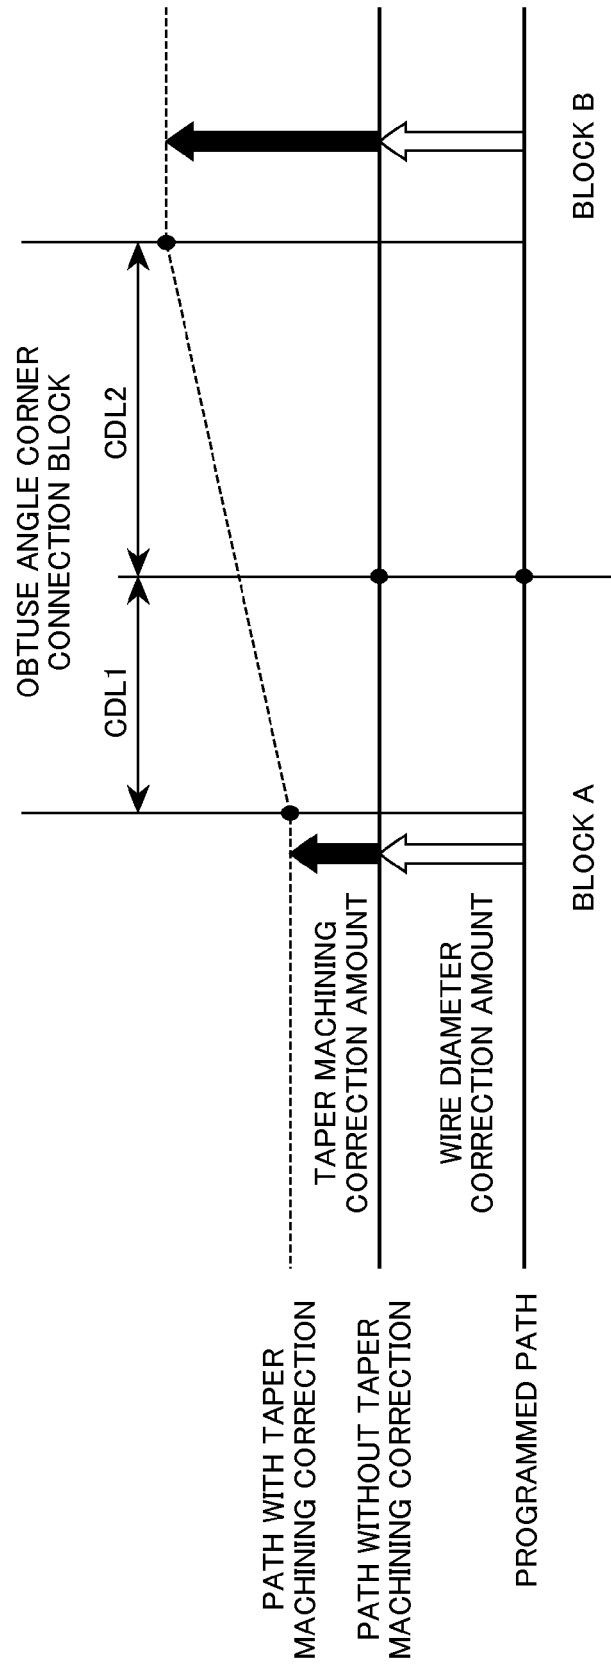 OBTUSE ANGLE CORNER
CONNECTION BLOCK
CDL1
CDL2
PATH WITH TAPER
MACHINING CORRECTION
TAPER MACHINING
CORRECTION AMOUNT
PATH WITHOUT TAPER
MACHINING CORRECTION
WIRE DIAMETER
CORRECTION AMOUNT
PROGRAMMED PATH
BLOCK A
BLOCK B